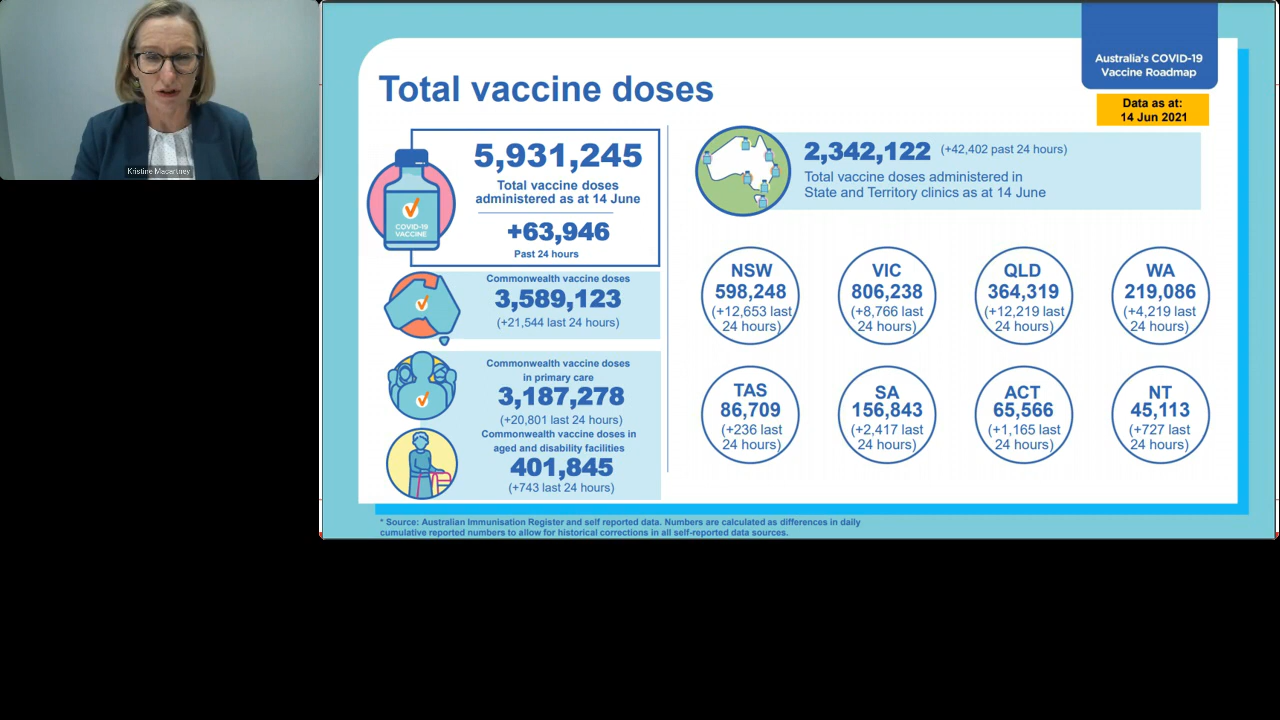 Kristine Macartney
Australia's COVID-19
Vaccine Roadmap
Total vaccine doses
Data as at:
14 Jun 2021
5,931,245
Total vaccine doses
administered as at 14 June
+63,946
Past 24 hours
COVID-19
VACCINE
Commonwealth vaccine doses
3,589,123
(+21,544 last 24 hours)
Commonwealth vaccine doses
in primary care
3,187,278
(+20,801 last 24 hours)
Commonwealth vaccine doses in
aged and disability facilities
401,845
(+743 last 24 hours)
2,342,122 (+42,402 past 24 hours)
Total vaccine doses administered in
State and Territory clinics as at 14 June
NSW
598,248
(+12,653 last
24 hours)
VIC
806,238
(+8,766 last
24 hours)
QLD
364,319
(+12,219 last
24 hours)
WA
219,086
(+4,219 last
24 hours)
TAS
86,709
(+236 last
24 hours)
SA
156,843
(+2,417 last
24 hours)
ACT
65,566
(+1,165 last
24 hours)
NT
45,113
(+727 last
24 hours)
* Source: Australian Immunisation Register and self reported data. Numbers are calculated as differences in daily
cumulative reported numbers to allow for historical corrections in all self-reported data sources.